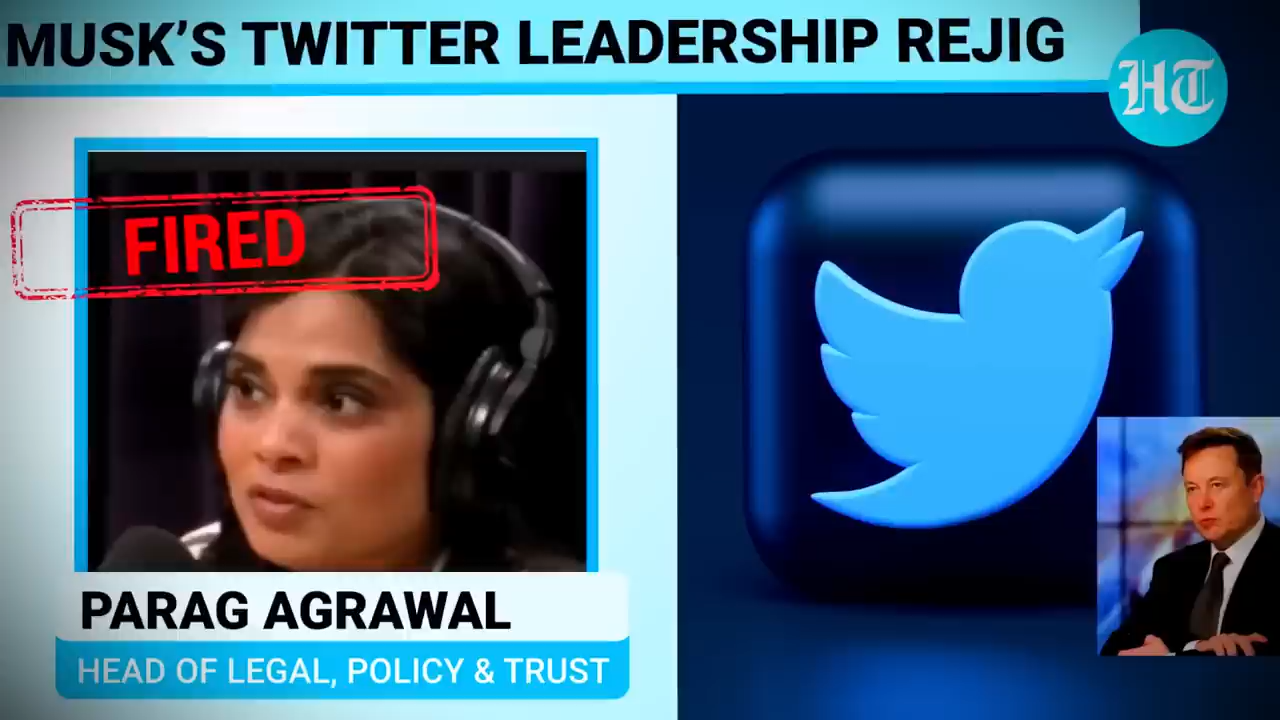 MUSK'S TWITTER LEADERSHIP REJIG
HT
FIRED
PARAG AGRAWAL
HEAD OF LEGAL, POLICY & TRUST